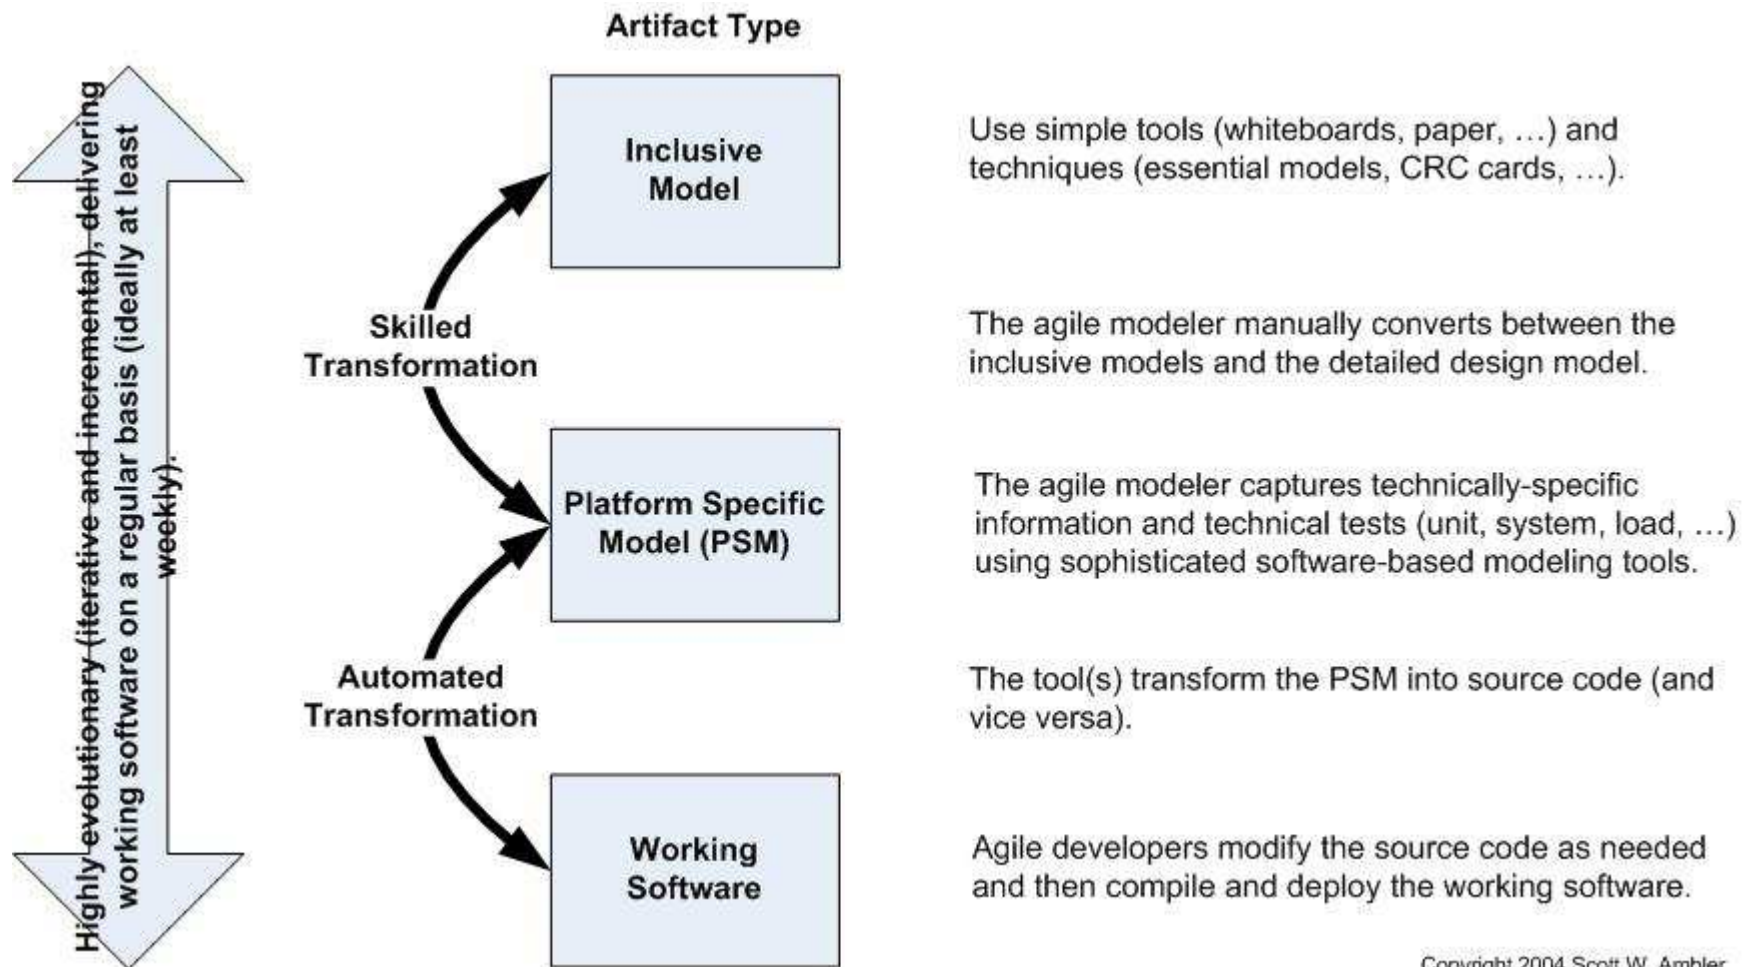 Artifact Type
Highly evolutionary (iterative and incremental), delivering
working software on a regular basis (ideally at least
weekly).
Inclusive
Model
Use simple tools (whiteboards, paper, …) and
techniques (essential models, CRC cards, …).
Skilled
Transformation
The agile modeler manually converts between the
inclusive models and the detailed design model.
Platform Specific
Model (PSM)
The agile modeler captures technically-specific
information and technical tests (unit, system, load, …)
using sophisticated software-based modeling tools.
Automated
Transformation
The tool(s) transform the PSM into source code (and
vice versa).
Working
Software
Agile developers modify the source code as needed
and then compile and deploy the working software.
Copyright 2004 Scott W. Ambler